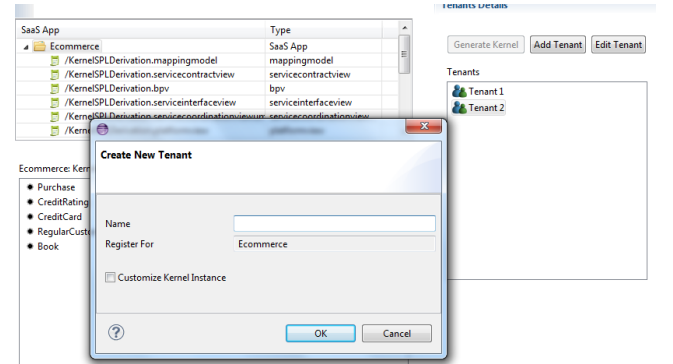 Tenants Details
SaaS App Type
Ecommerce SaaS App
/KernelSPLDerivation.mappingmodel mappingmodel
/KernelSPLDerivation.servicecontractview servicecontractview
/KernelSPLDerivation.bpv bpv
/KernelSPLDerivation.serviceinterfaceview serviceinterfaceview
/KernelSPLDerivation.servicecoordinationviewum servicecoordinationview
/Kerne
Generate Kernel Add Tenant Edit Tenant
Tenants
Tenant 1
Tenant 2
Ecommerce: Kern
Purchase
CreditRating
CreditCard
RegularCusto
Book
Create New Tenant
Name
Register For Ecommerce
Customize Kernel Instance
? OK Cancel